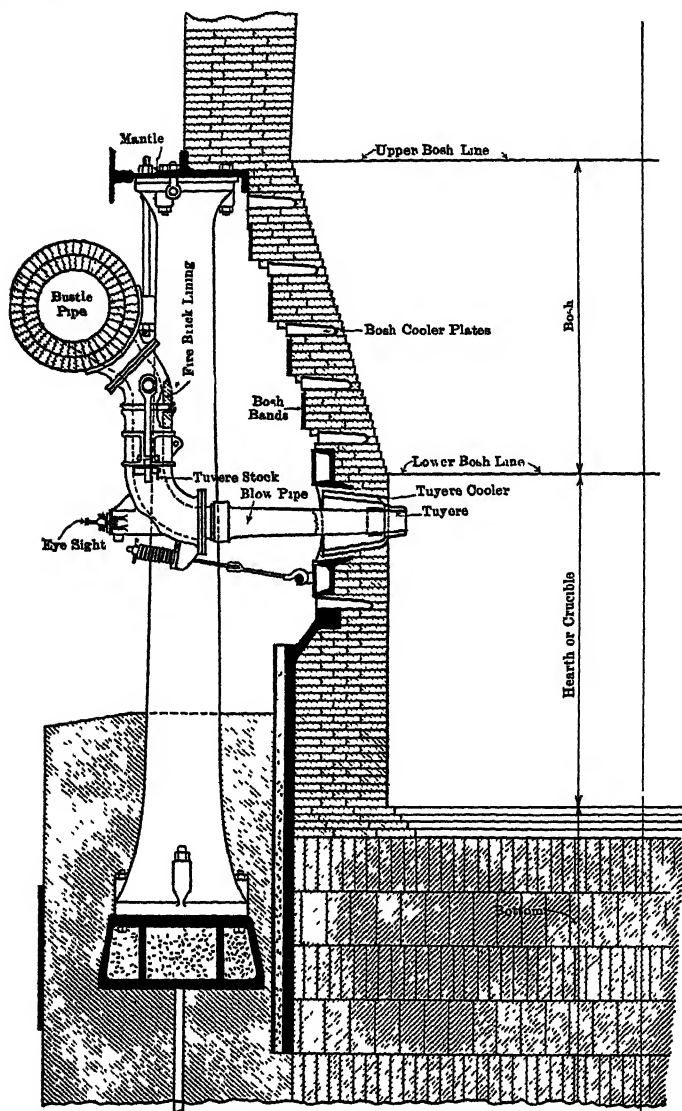 Mantle
Upper Bosh Line
Bustle
Pipe
Fire Brick Lining
Bosh
Bosh Cooler Plates
Bosh
Bands
Lower Bosh Line
Tuyere Stock
Blow Pipe
Tuyere Cooler
Tuyere
Eye Sight
Hearth or Crucible
Bottom